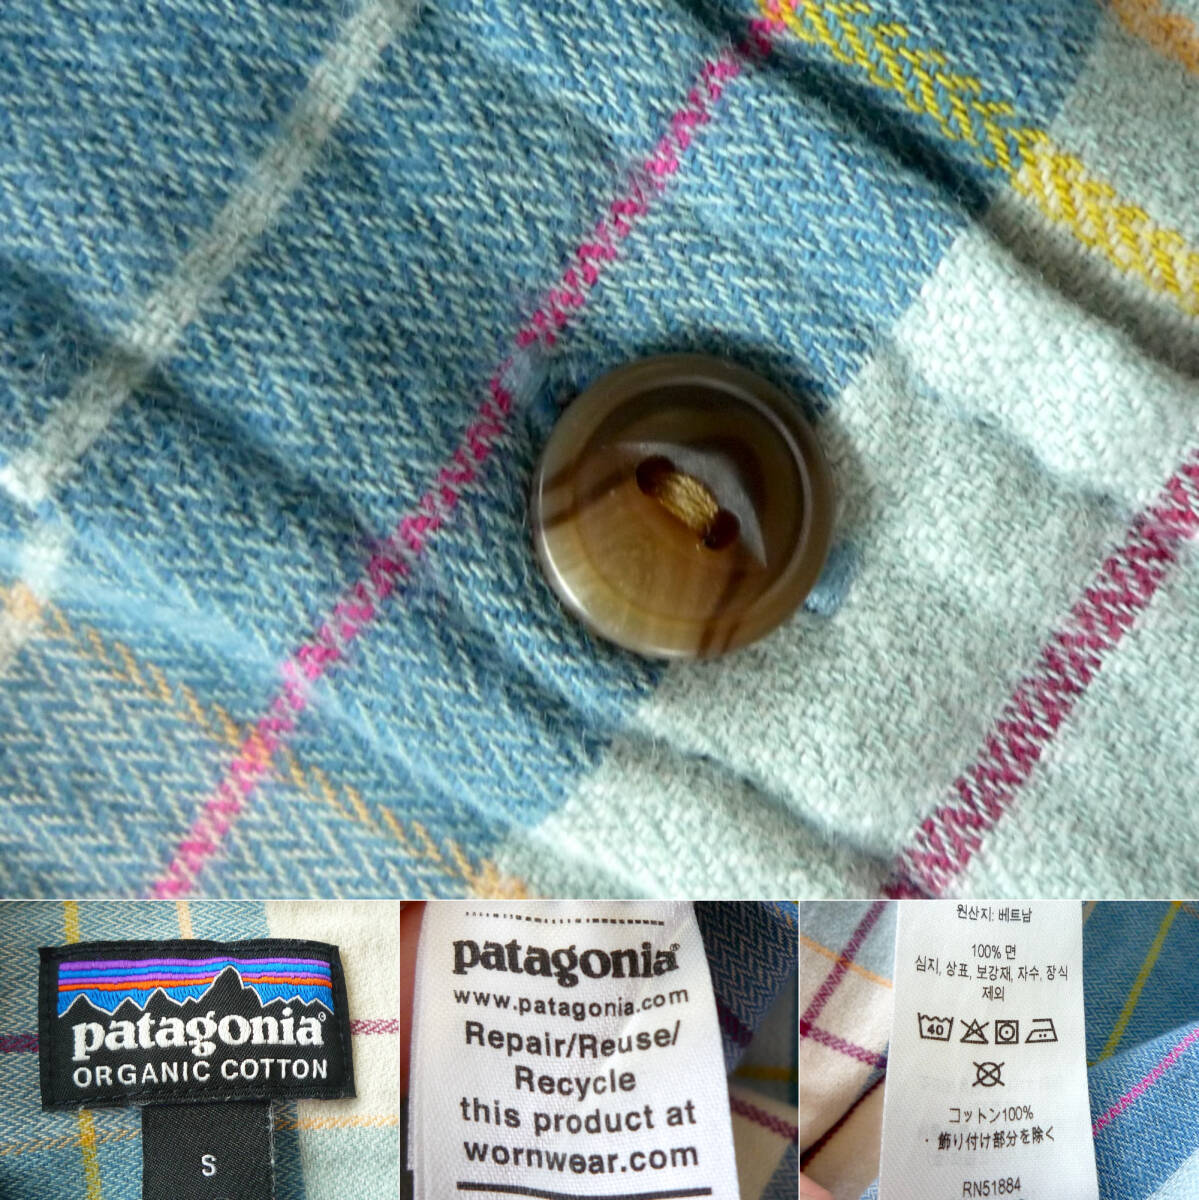 patagonia®
ORGANIC COTTON
S
patagonia®
www.patagonia.com
Repair/Reuse/
Recycle
this product at
wornwear.com
원산지: 베트남
100% 면
심지, 상표, 보강재, 자수, 장식
제외
40
コットン100%
・飾り付け部分を除く
RN51884